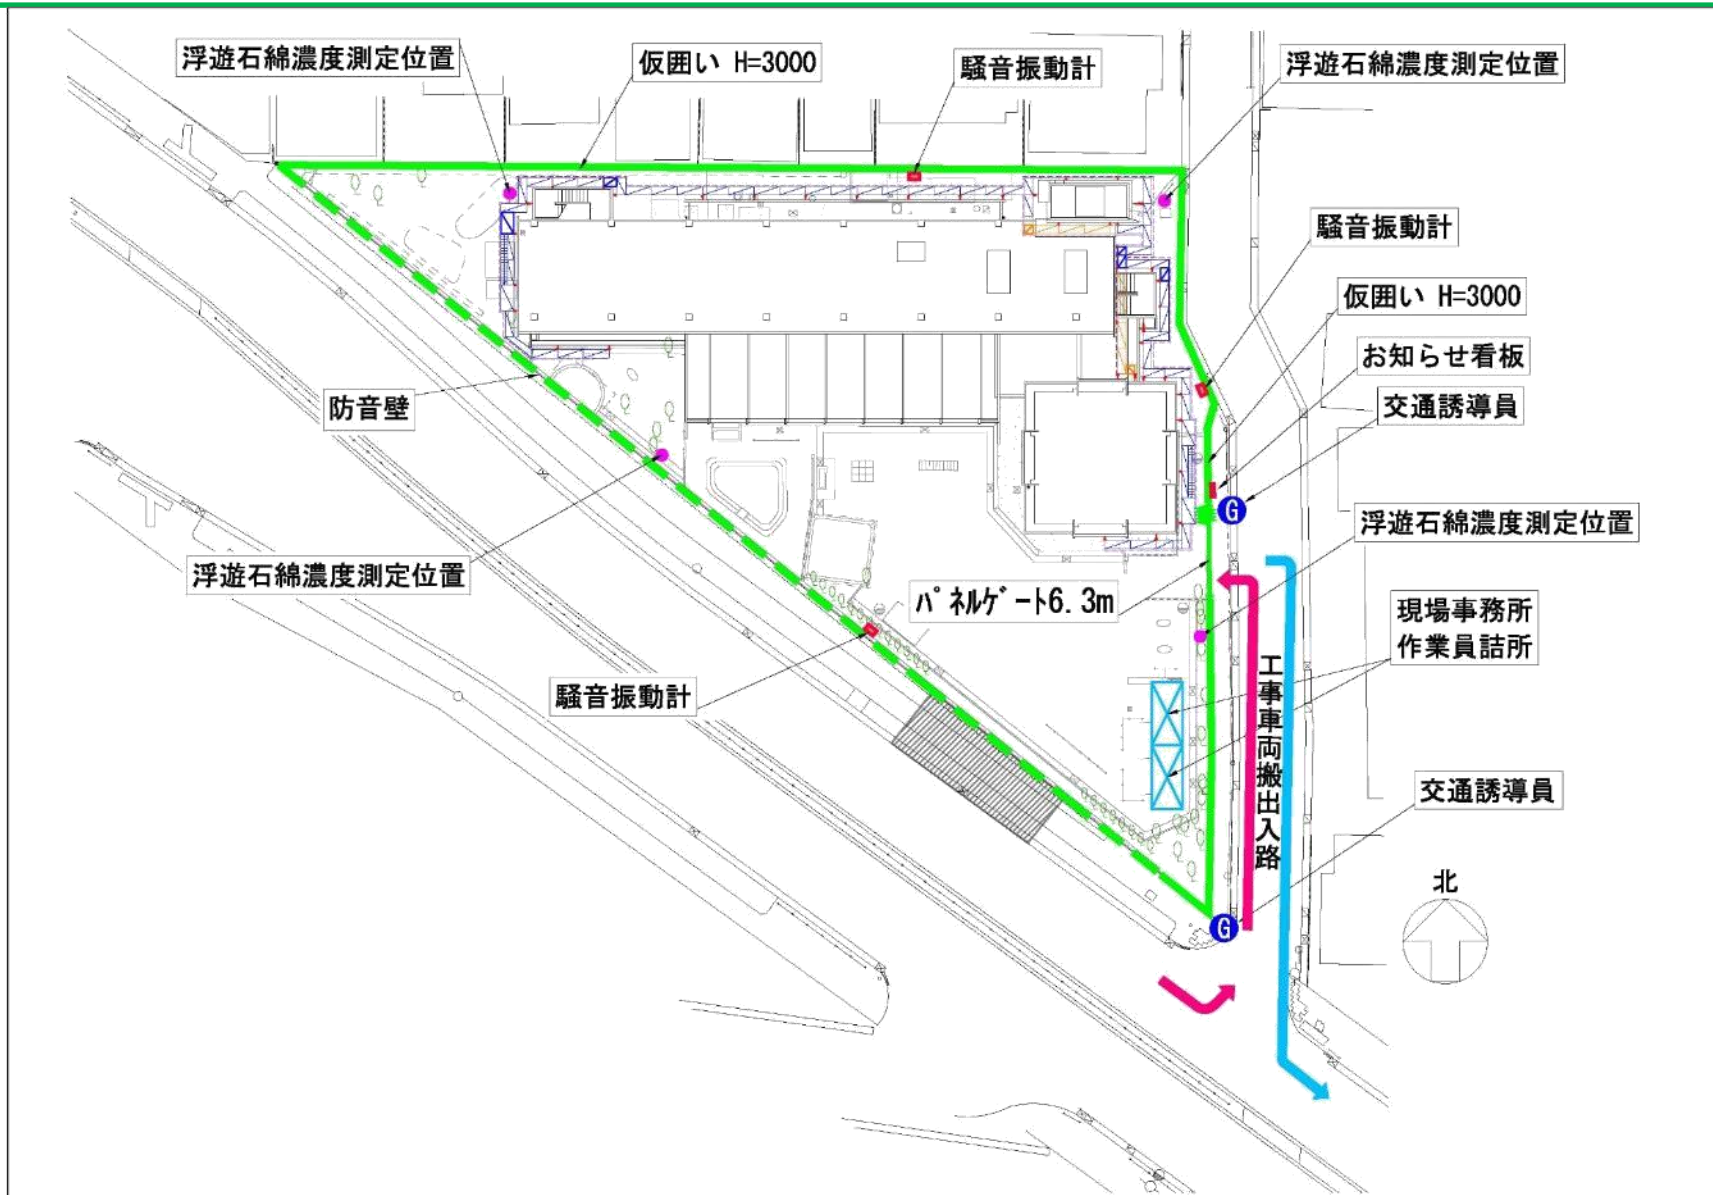 浮遊石綿濃度測定位置
仮囲い H=3000
騒音振動計
浮遊石綿濃度測定位置
騒音振動計
仮囲い H=3000
お知らせ看板
防音壁
交通誘導員
G
浮遊石綿濃度測定位置
浮遊石綿濃度測定位置
パネルゲート6.3m
現場事務所
作業員詰所
騒音振動計
工事車両搬出入路
交通誘導員
北
G